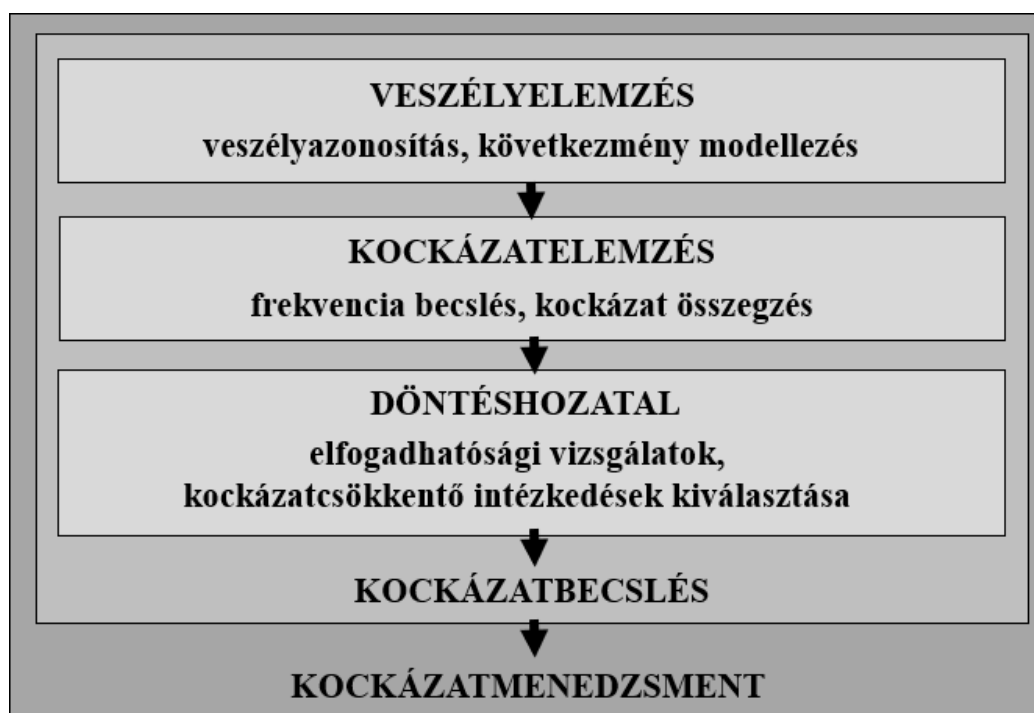 VESZÉLYELEMZÉS
veszélyazonosítás, következmény modellezés
KOCKÁZATELEMZÉS
frekvencia becslés, kockázat összegzés
DÖNTÉSHOZATAL
elfogadhatósági vizsgálatok,
kockázatcsökkentő intézkedések kiválasztása
KOCKÁZATBECSLÉS
KOCKÁZATMENEDZSMENT